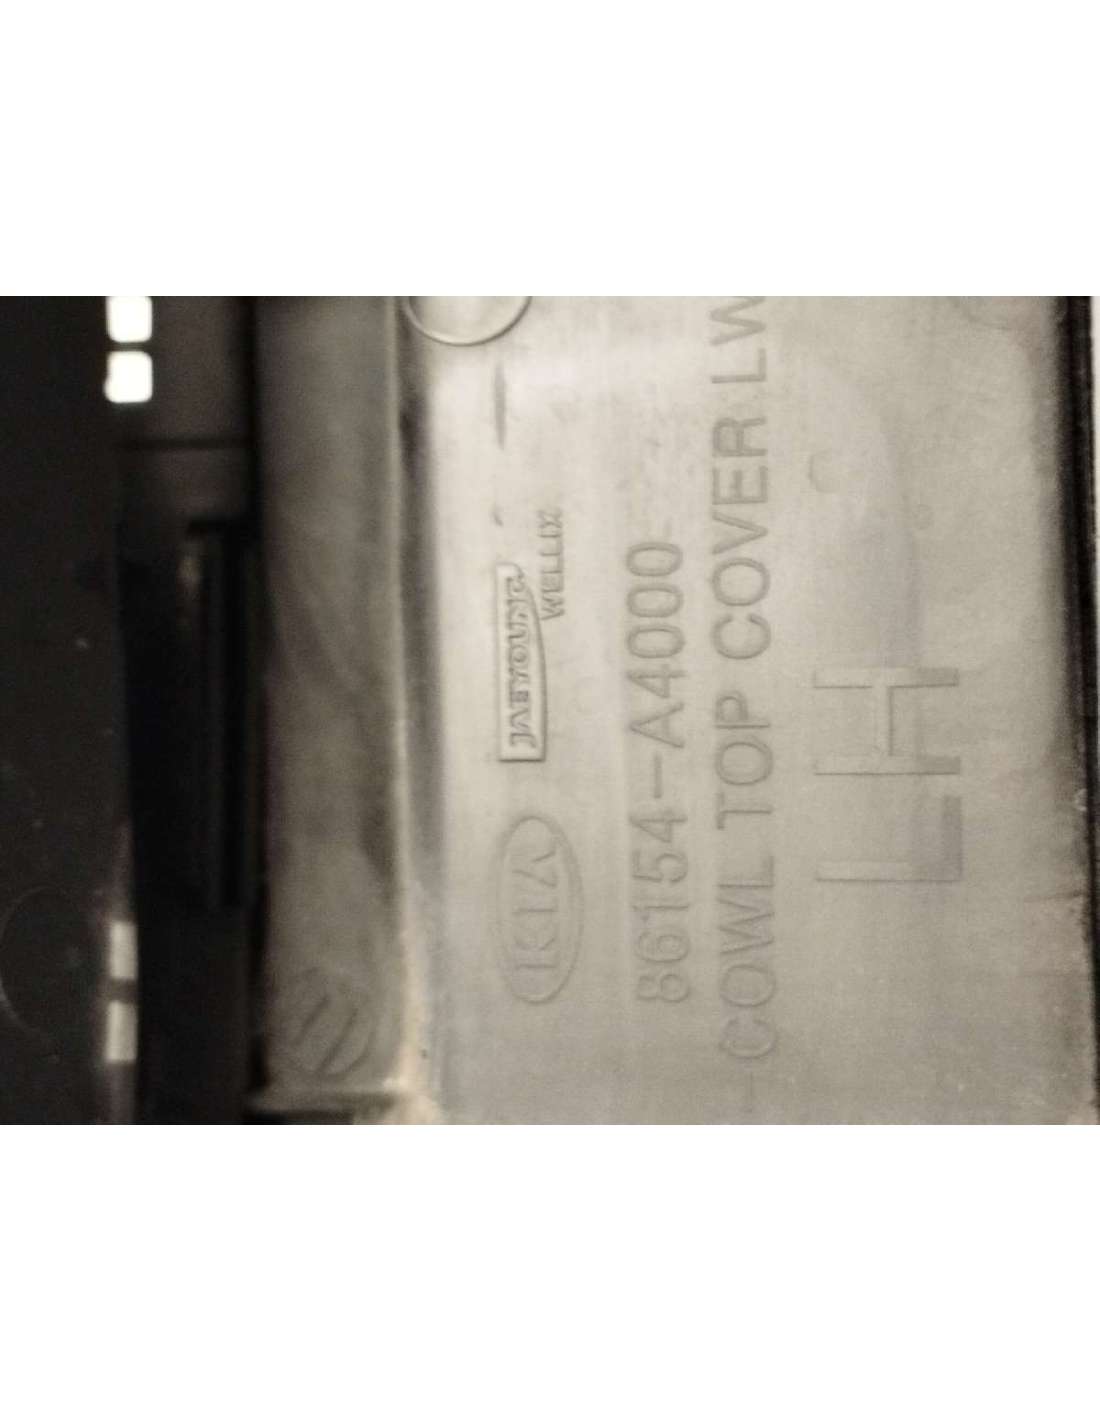 KIA
JAEYOUNG
WELLIX
86154-A4000
COWL TOP COVER LW
LH